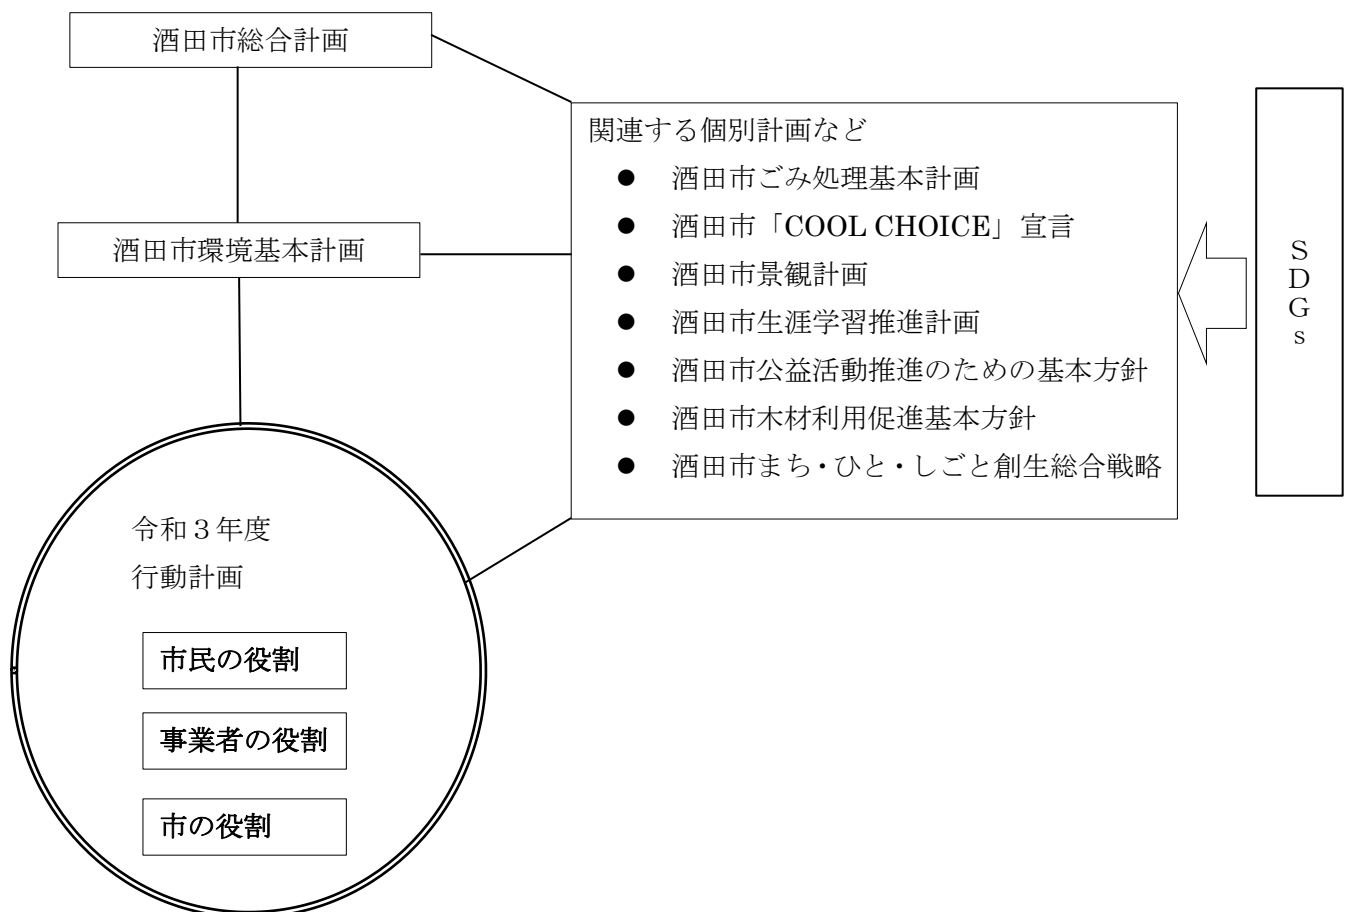 酒田市総合計画
関連する個別計画など
● 酒田市ごみ処理基本計画
● 酒田市「COOL CHOICE」宣言
● 酒田市景観計画
● 酒田市生涯学習推進計画
● 酒田市公益活動推進のための基本方針
● 酒田市木材利用促進基本方針
● 酒田市まち・ひと・しごと創生総合戦略
SDGs
酒田市環境基本計画
令和３年度
行動計画
市民の役割
事業者の役割
市の役割